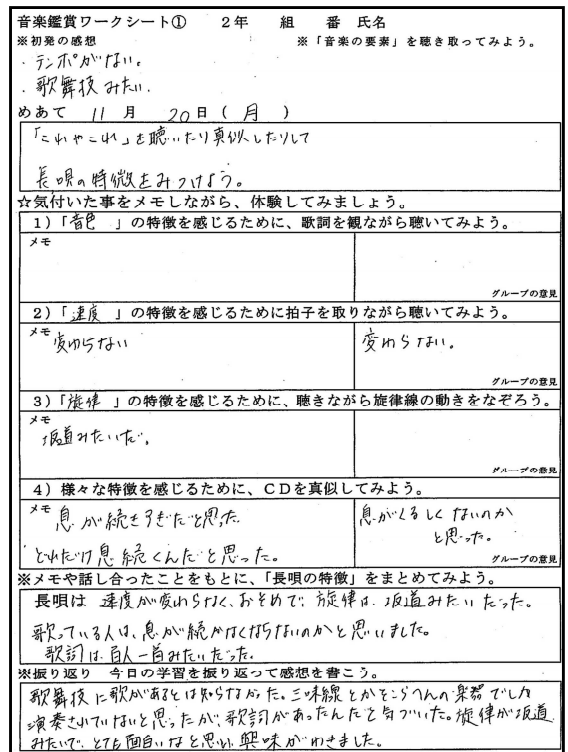 音楽鑑賞ワークシート① 2年 組 番 氏名
※初発の感想 ※「音楽の要素」を聴き取ってみよう。
・テンポがない。
・歌舞伎みたい。
めあて 11月 20日(月)
「これやこれ」を聴いたり真似したりして
長唄の特徴をみつけよう。
☆気付いた事をメモしながら、体験してみましょう。
1)「音色」の特徴を感じるために、歌詞を観ながら聴いてみよう。
メモ
グループの意見
2)「速度」の特徴を感じるために拍子を取りながら聴いてみよう。
メモ 変わらない 変わらない。
グループの意見
3)「旋律」の特徴を感じるために、聴きながら旋律線の動きをなぞろう。
メモ
坂道みたいだ。
グループの意見
4)様々な特徴を感じるために、CDを真似してみよう。
メモ 息が続きすぎだと思った 息がくるしくないのか
と思った。
どれだけ息続くんだと思った。
グループの意見
※メモや話し合ったことをもとに、「長唄の特徴」をまとめてみよう。
長唄は 速度が変わらなく、おそめで、旋律は、坂道みたいだった。
歌っている人は、息が続かなくならないのかと思いました。
歌詞は百人一首みたいだった。
※振り返り 今日の学習を振り返って感想を書こう。
歌舞伎に歌があるとは知らなかった。三味線とかそこらへんの楽器でしか
演奏されていないと思ったが、歌詞があったんだと気づいた。旋律が坂道
みたいで、とても面白いなと思い、興味がわきました。